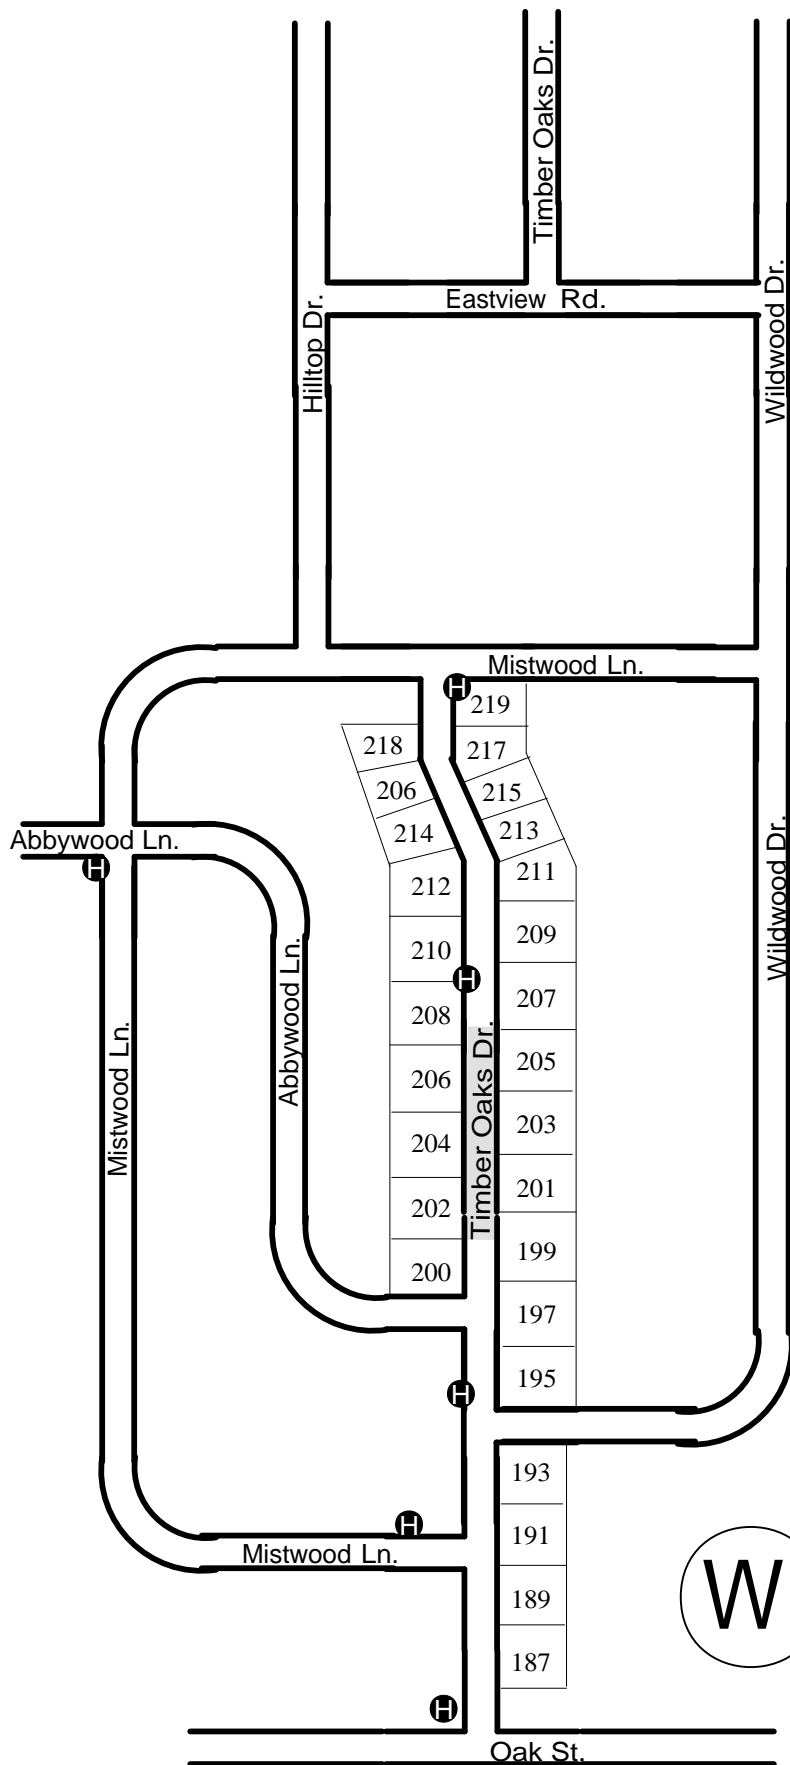 Timber Oaks Dr.
Eastview Rd.
Hilltop Dr.
Wildwood Dr.
Mistwood Ln.
H
219
218
217
206
215
214
213
Abbywood Ln.
H
212
211
Wildwood Dr.
210
209
H
Abbywood Ln.
208
207
Mistwood Ln.
Timber Oaks Dr.
206
205
204
203
202
201
200
199
197
195
H
193
H
191
Mistwood Ln.
W
189
187
H
Oak St.